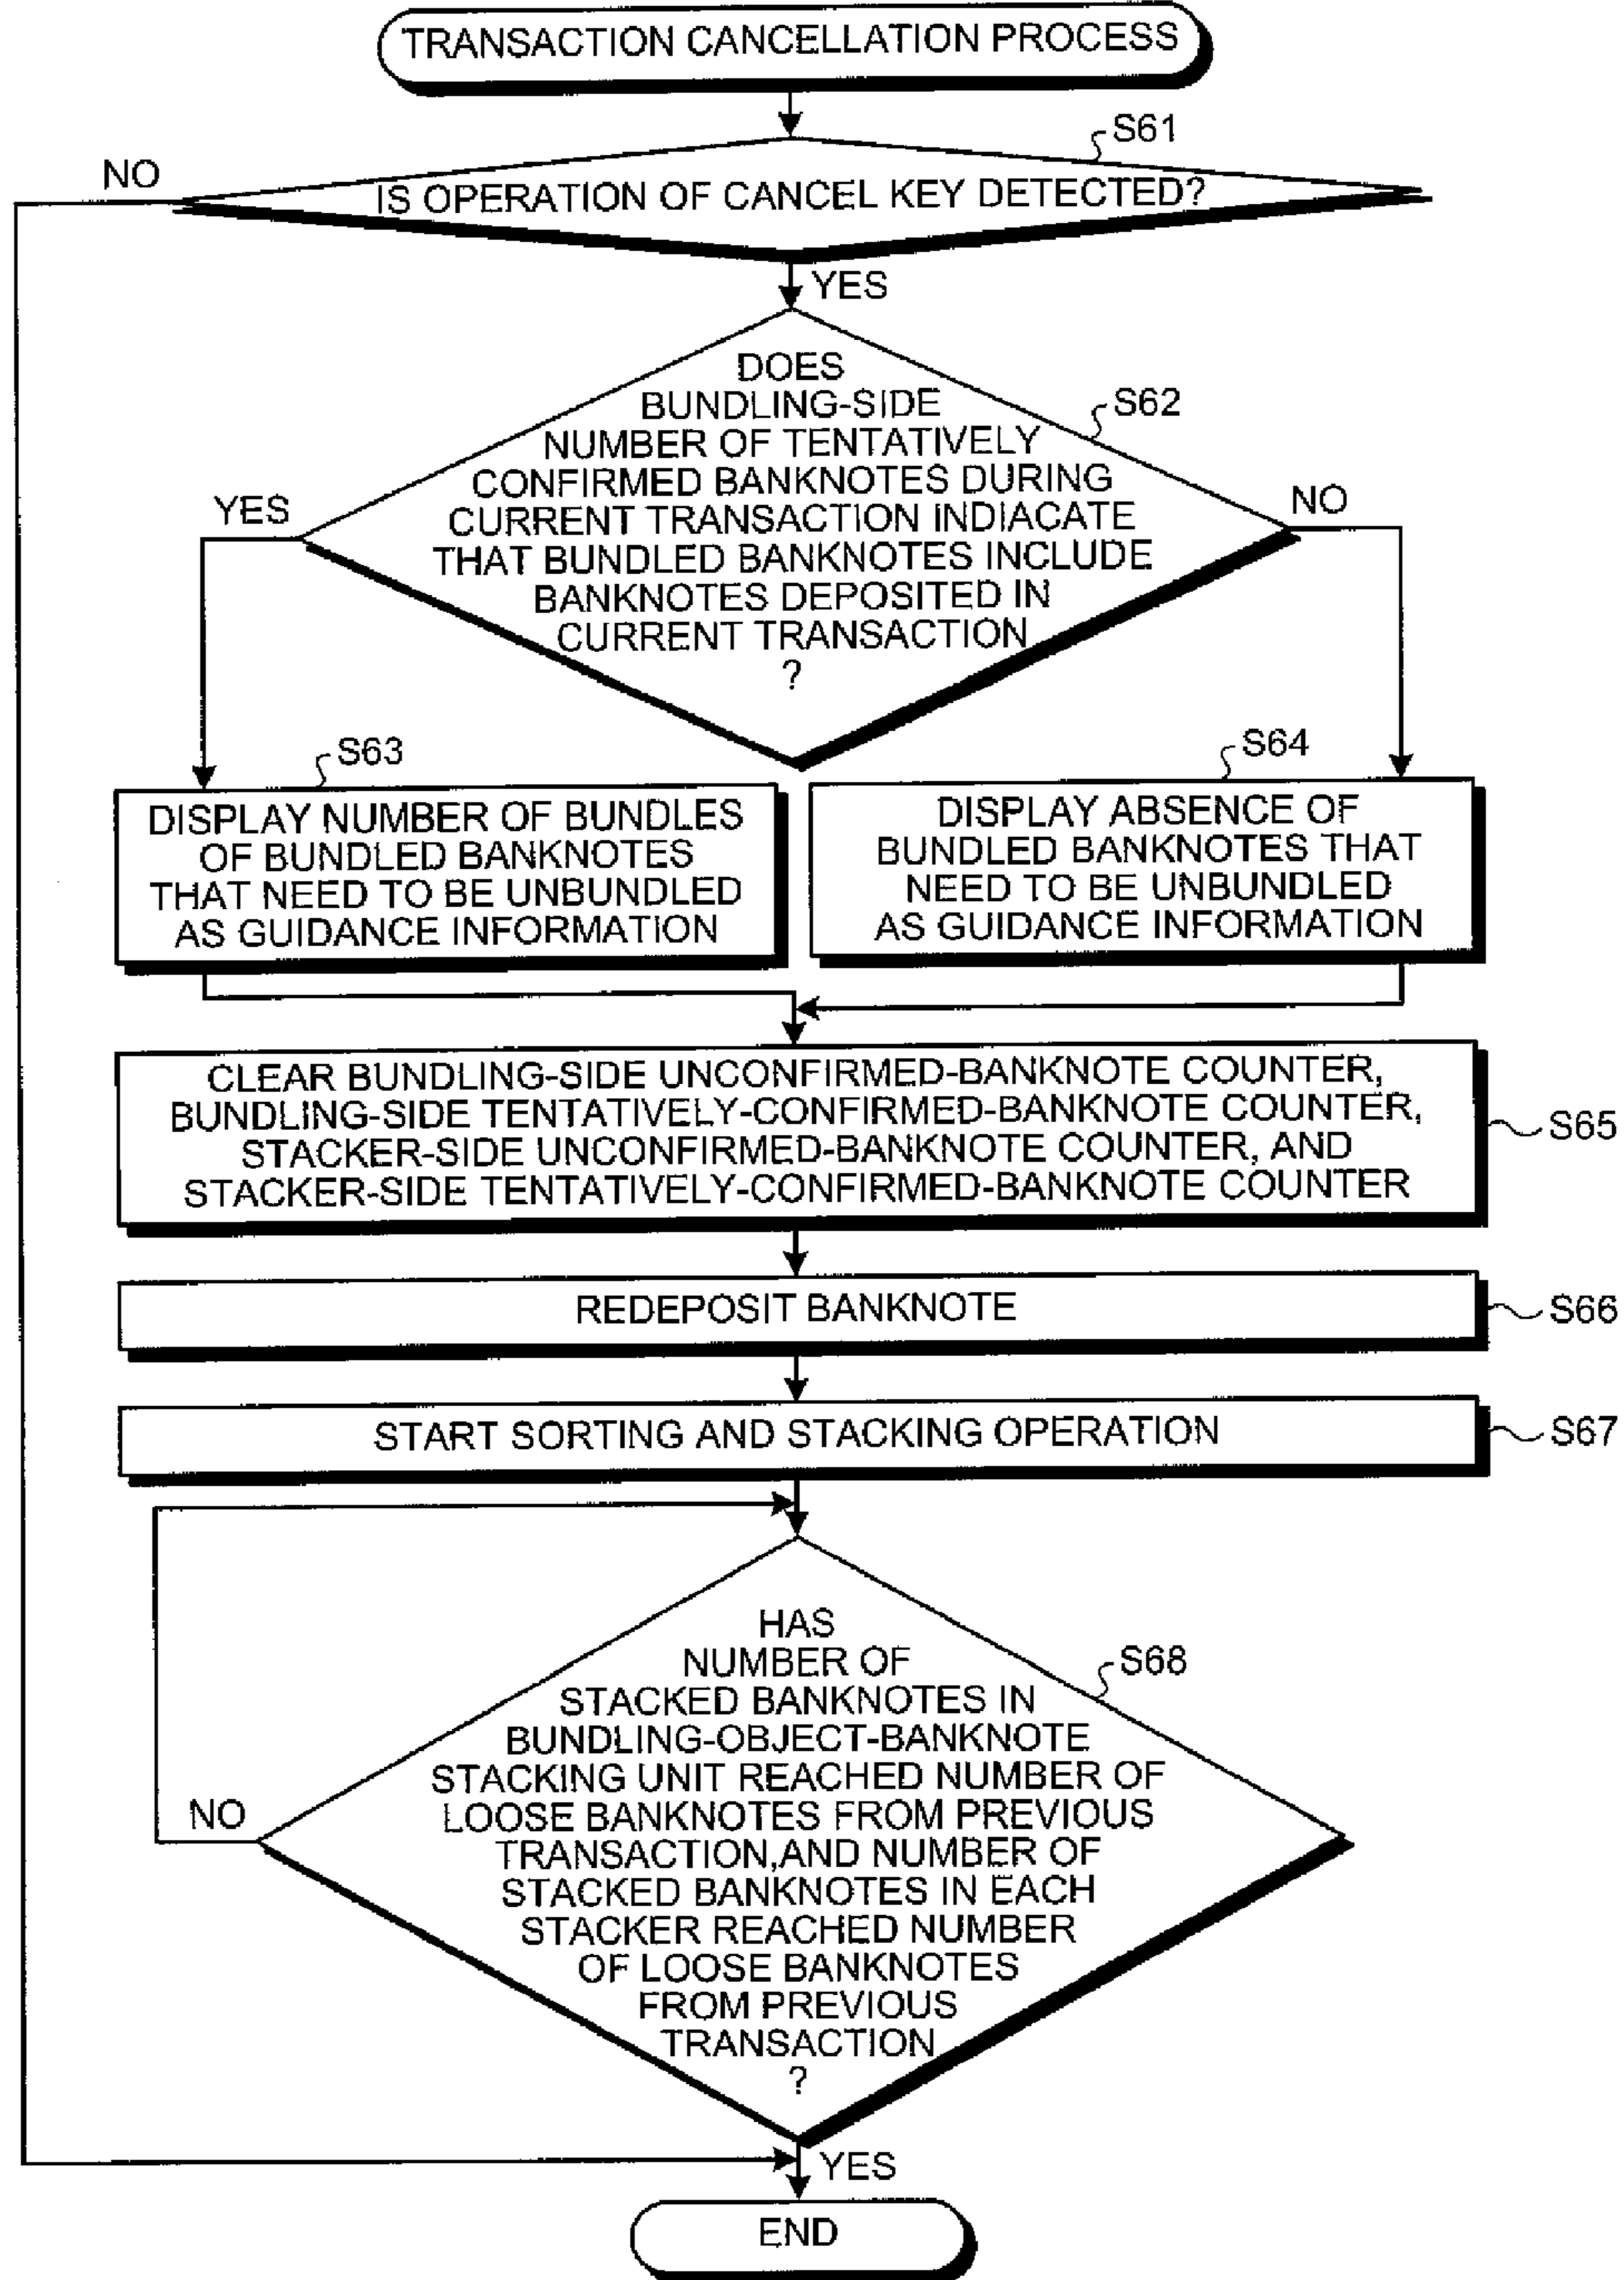 TRANSACTION CANCELLATION PROCESS
S61
NO
IS OPERATION OF CANCEL KEY DETECTED?
YES
DOES
BUNDLING-SIDE
NUMBER OF TENTATIVELY
CONFIRMED BANKNOTES DURING
CURRENT TRANSACTION INDIACATE
THAT BUNDLED BANKNOTES INCLUDE
BANKNOTES DEPOSITED IN
CURRENT TRANSACTION
?
S62
YES
NO
S63
DISPLAY NUMBER OF BUNDLES
OF BUNDLED BANKNOTES
THAT NEED TO BE UNBUNDLED
AS GUIDANCE INFORMATION
S64
DISPLAY ABSENCE OF
BUNDLED BANKNOTES THAT
NEED TO BE UNBUNDLED
AS GUIDANCE INFORMATION
CLEAR BUNDLING-SIDE UNCONFIRMED-BANKNOTE COUNTER,
BUNDLING-SIDE TENTATIVELY-CONFIRMED-BANKNOTE COUNTER,
STACKER-SIDE UNCONFIRMED-BANKNOTE COUNTER, AND
STACKER-SIDE TENTATIVELY-CONFIRMED-BANKNOTE COUNTER
S65
REDEPOSIT BANKNOTE
S66
START SORTING AND STACKING OPERATION
S67
HAS
NUMBER OF
STACKED BANKNOTES IN
BUNDLING-OBJECT-BANKNOTE
STACKING UNIT REACHED NUMBER OF
LOOSE BANKNOTES FROM PREVIOUS
TRANSACTION,AND NUMBER OF
STACKED BANKNOTES IN EACH
STACKER REACHED NUMBER
OF LOOSE BANKNOTES
FROM PREVIOUS
TRANSACTION
?
S68
NO
YES
END